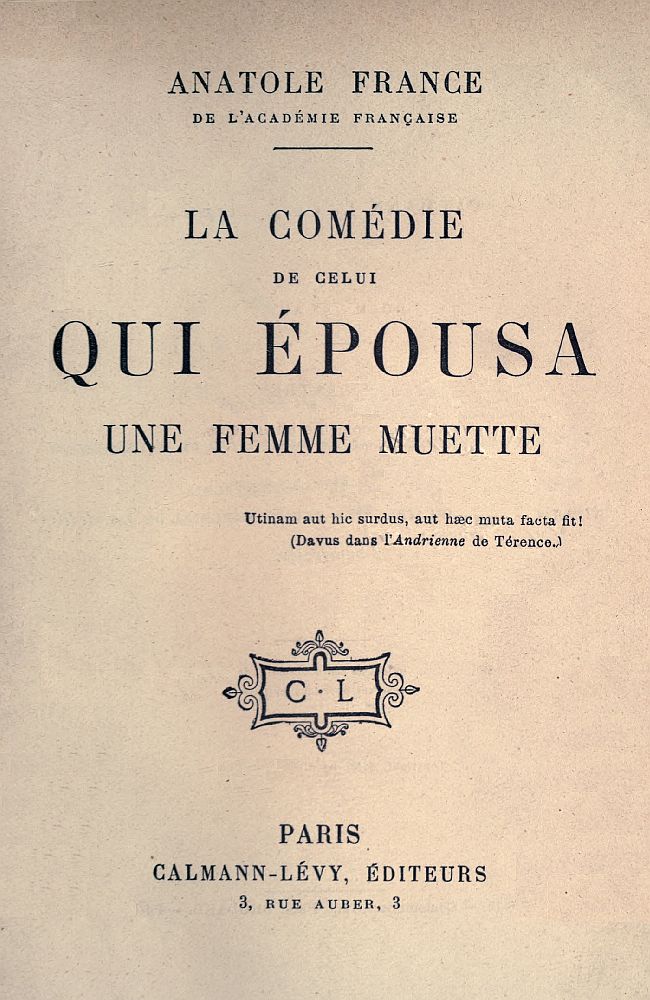 ANATOLE FRANCE
DE L'ACADÉMIE FRANÇAISE
LA COMÉDIE
DE CELUI
QUI ÉPOUSA
UNE FEMME MUETTE
Utinam aut hic surdus, aut hæc muta facta fit!
(Davus dans l'Andrienne de Térence.)
C · L
PARIS
CALMANN-LÉVY, ÉDITEURS
3, RUE AUBER, 3